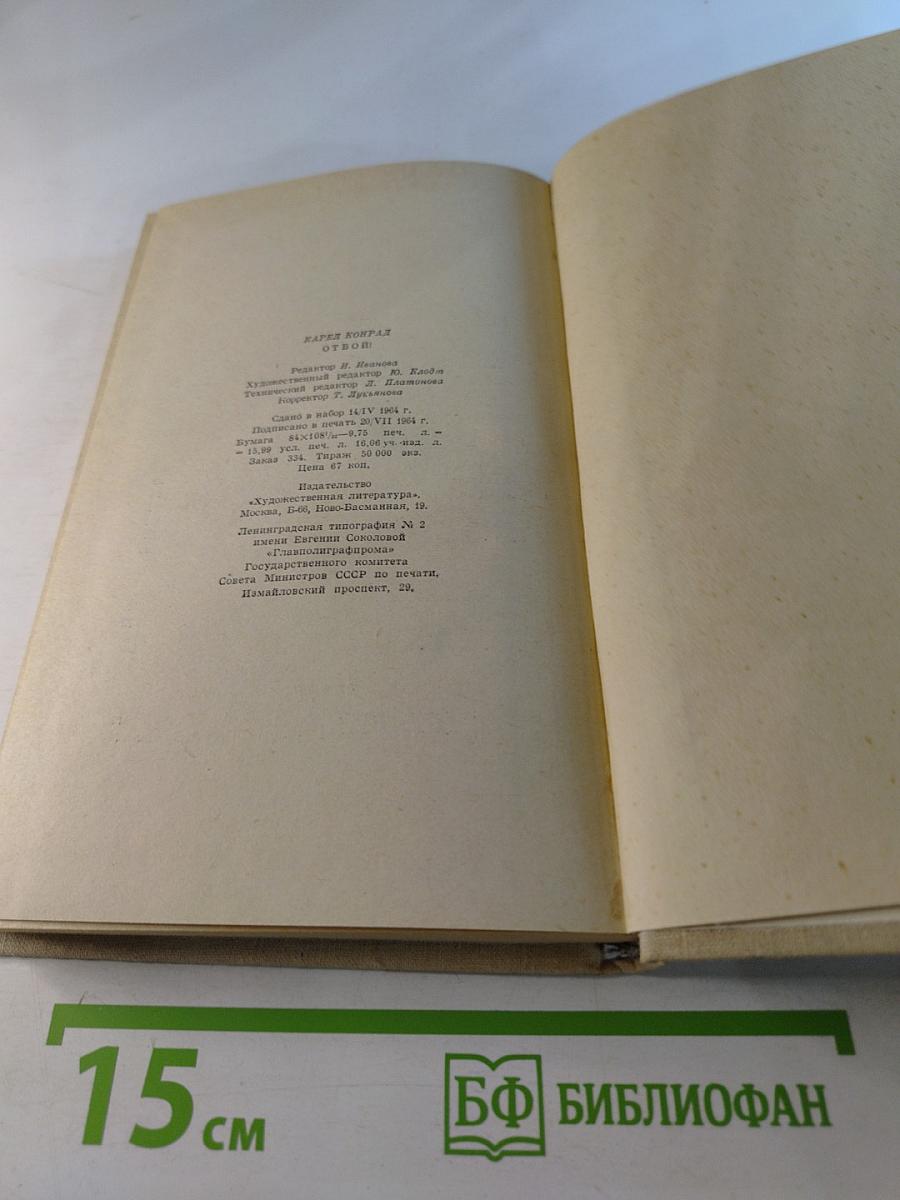 КАРЕЛ КОНРАД
ОТБОЙ!
Редактор И. Иванова
Художественный редактор Ю. Клодт
Технический редактор Л. Платонова
Корректор Т. Лукьянова
Сдано в набор 14/IV 1964 г.
Подписано в печать 20/VII 1964 г.
Бумага 84×108¹/₃₂—9,75 печ. л. =
= 15,99 усл. печ. л. 16,06 уч.-изд. л.
Заказ 334. Тираж 50 000 экз.
Цена 67 коп.
Издательство
«Художественная литература»,
Москва, Б-66, Ново-Басманная, 19.
Ленинградская типография № 2
имени Евгении Соколовой
«Главполиграфпрома»
Государственного комитета
Совета Министров СССР по печати,
Измайловский проспект, 29.
15 см
БФ БИБЛИОФАН